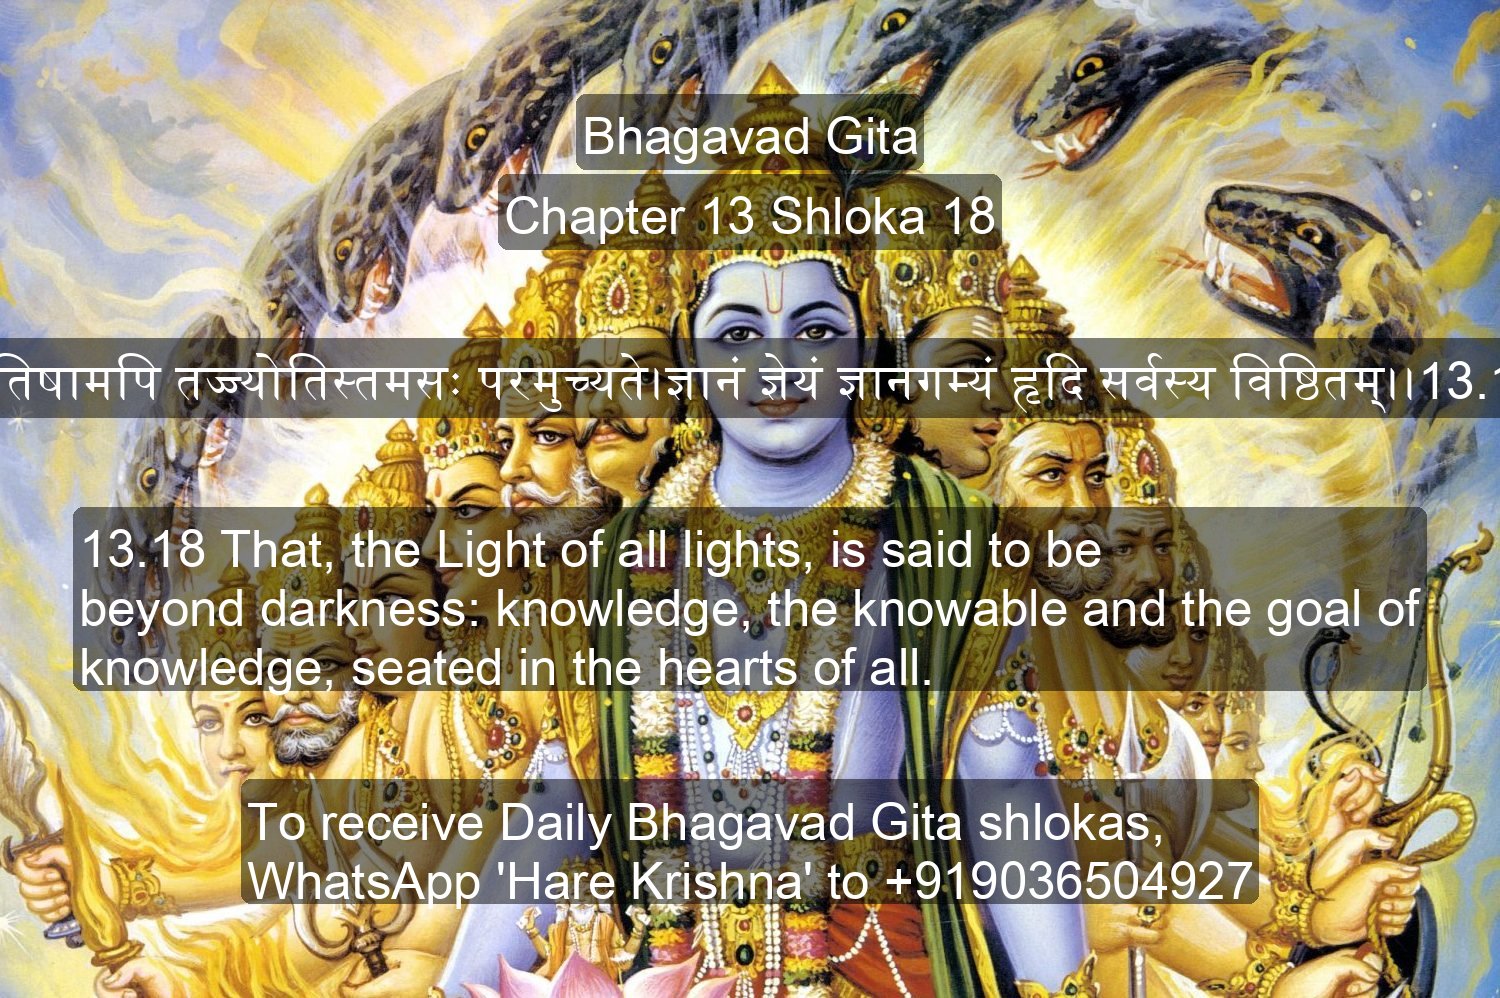 Bhagavad Gita
Chapter 13 Shloka 18
तिषामपि तज्ज्योतिस्तमसः परमुच्यते।ज्ञानं ज्ञेयं ज्ञानगम्यं हृदि सर्वस्य विष्ठितम्।।13.1
13.18 That, the Light of all lights, is said to be
beyond darkness: knowledge, the knowable and the goal of
knowledge, seated in the hearts of all.
To receive Daily Bhagavad Gita shlokas,
WhatsApp 'Hare Krishna' to +919036504927